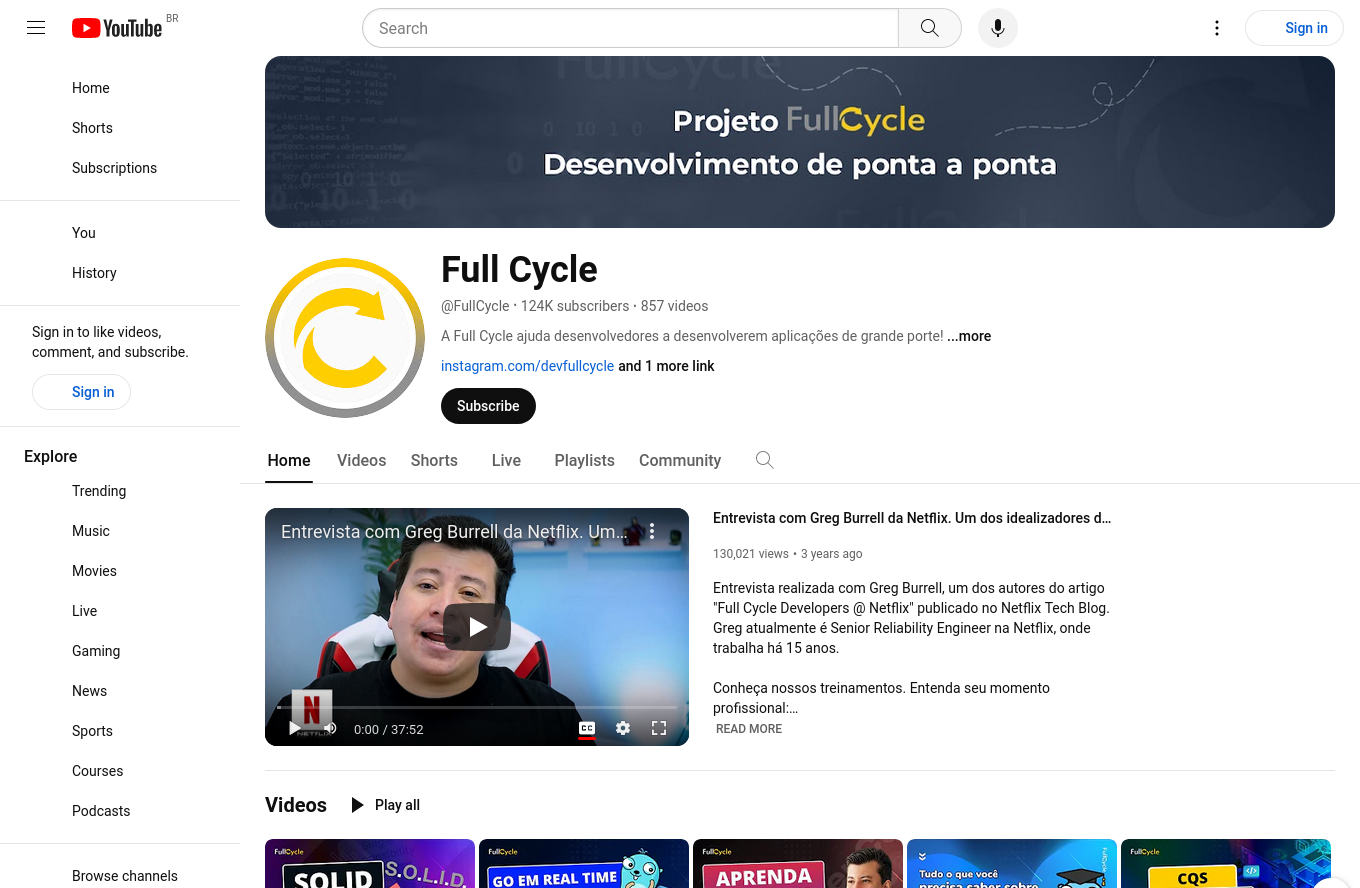 YouTube BR
Search
Sign in
Home
Shorts
Subscriptions
You
History
Sign in to like videos,
comment, and subscribe.
Sign in
Explore
Trending
Music
Movies
Live
Gaming
News
Sports
Courses
Podcasts
Browse channels
Projeto FullCycle
Desenvolvimento de ponta a ponta
Full Cycle
@FullCycle • 124K subscribers • 857 videos
A Full Cycle ajuda desenvolvedores a desenvolverem aplicações de grande porte! ...more
instagram.com/devfullcycle and 1 more link
Subscribe
Home Videos Shorts Live Playlists Community
Entrevista com Greg Burrell da Netflix. Um...
N
NETFLIX
0:00 / 37:52
CC
Entrevista com Greg Burrell da Netflix. Um dos idealizadores d...
130,021 views • 3 years ago
Entrevista realizada com Greg Burrell, um dos autores do artigo
"Full Cycle Developers @ Netflix" publicado no Netflix Tech Blog.
Greg atualmente é Senior Reliability Engineer na Netflix, onde
trabalha há 15 anos.
Conheça nossos treinamentos. Entenda seu momento
profissional:...
READ MORE
Videos Play all
FullCycle
SOLID
S.O.L.I.D.
FullCycle
GO EM REAL TIME
FullCycle
APRENDA
Tudo o que você
precisa saber sobre
FullCycle
FullCycle
CQS